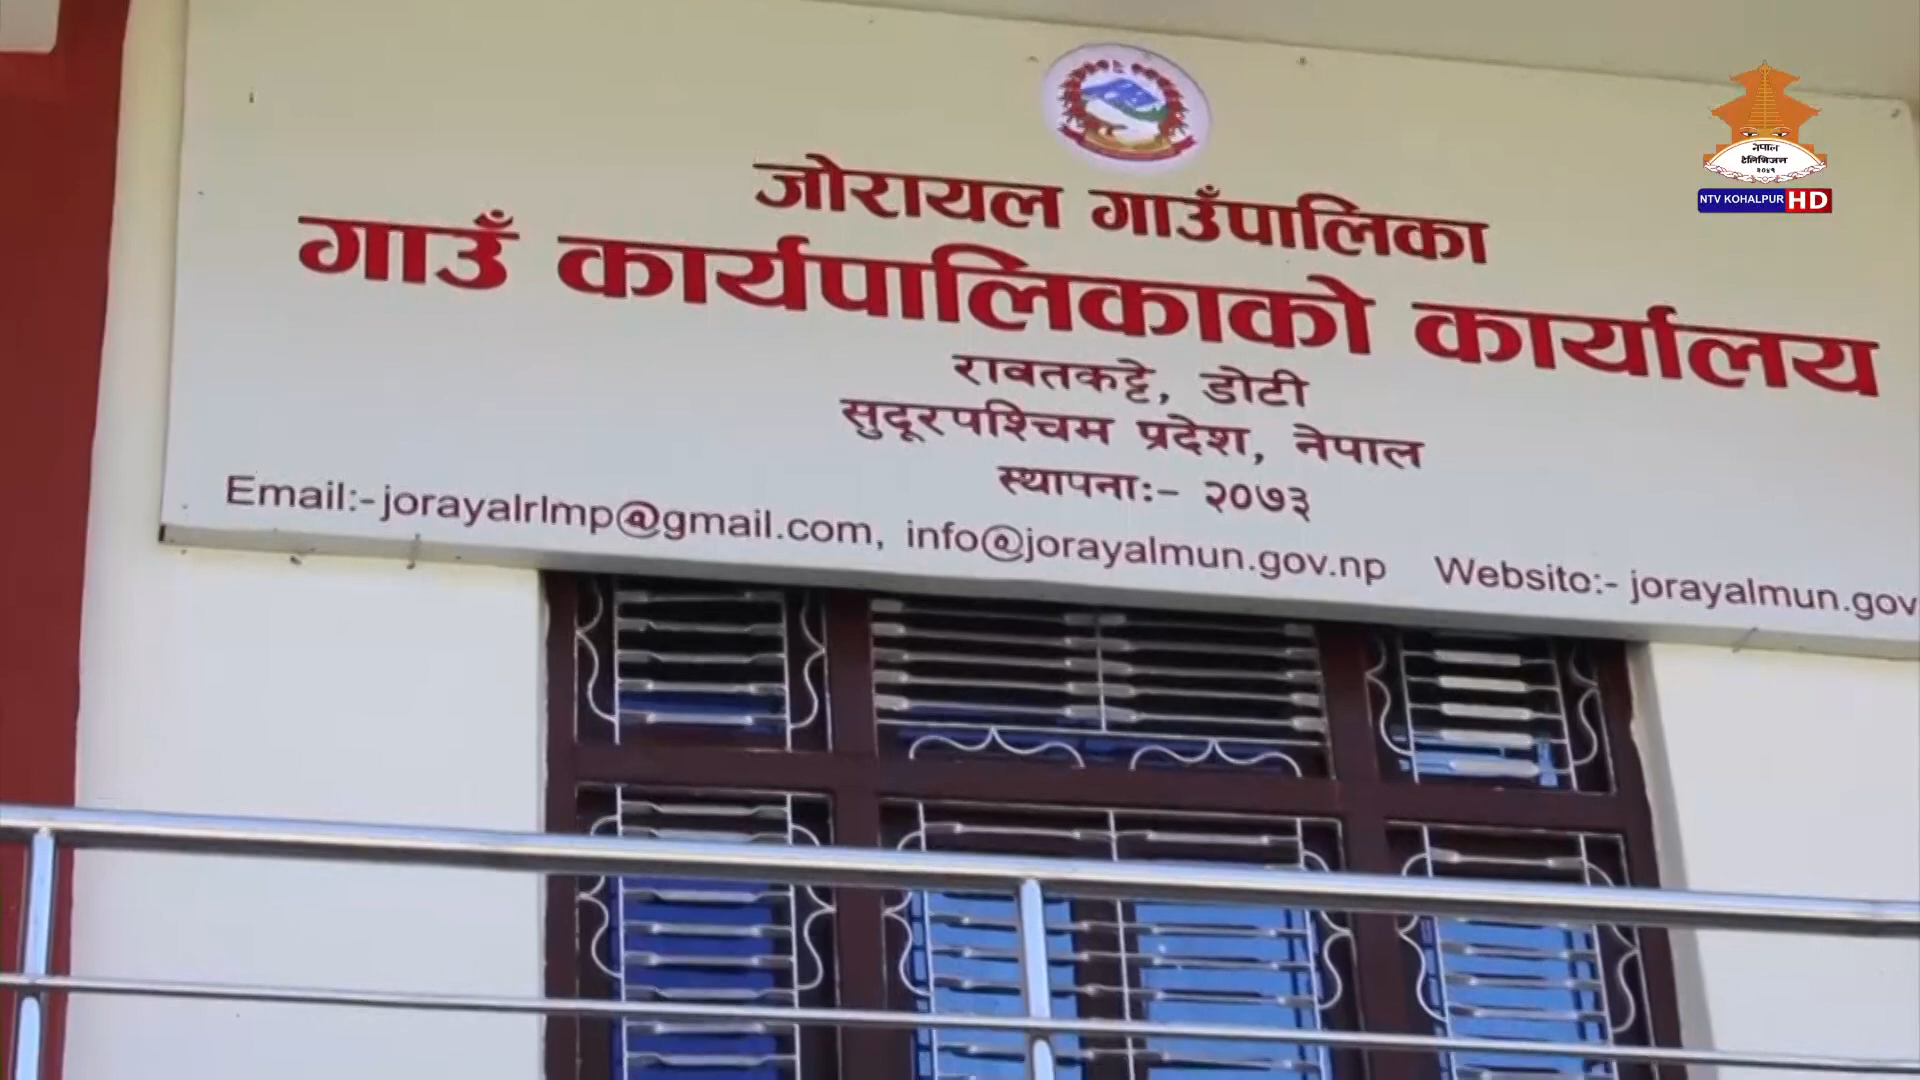 जोरायल गाउँपालिका
गाउँ कार्यपालिकाको कार्यालय
रावतकट्टे, डोटी
सुदूरपश्चिम प्रदेश, नेपाल
स्थापनाः- २०७३
Email:-jorayalrlmp@gmail.com, info@jorayalmun.gov.np Websito:- jorayalmun.gov
नेपाल
टेलिभिजन
२०४१
NTV KOHALPUR HD